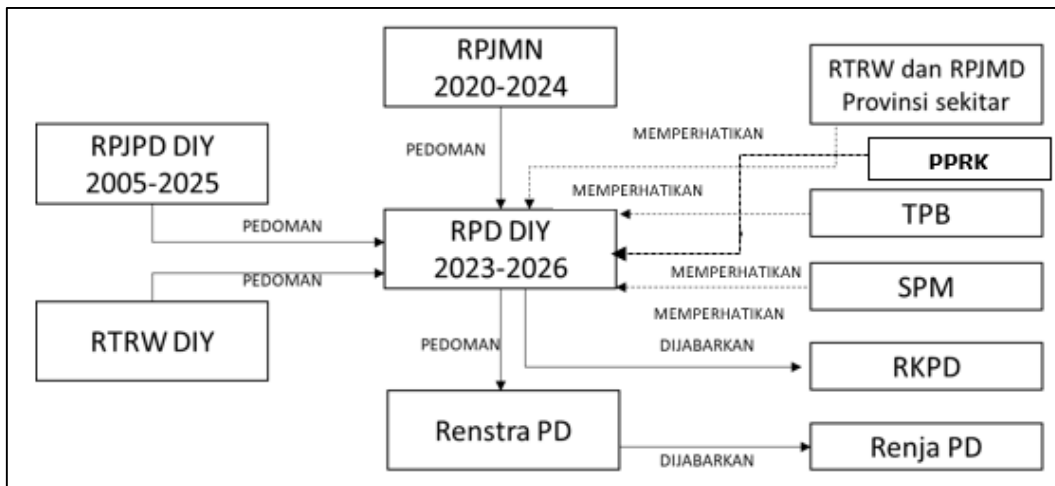 RPJMN
2020-2024
RTRW dan RPJMD
Provinsi sekitar
MEMPERHATIKAN
RPJPD DIY
2005-2025
PEDOMAN
PPRK
MEMPERHATIKAN
TPB
PEDOMAN
RPD DIY
2023-2026
PEDOMAN
MEMPERHATIKAN
SPM
MEMPERHATIKAN
RTRW DIY
PEDOMAN
DIJABARKAN
RKPD
Renstra PD
DIJABARKAN
Renja PD